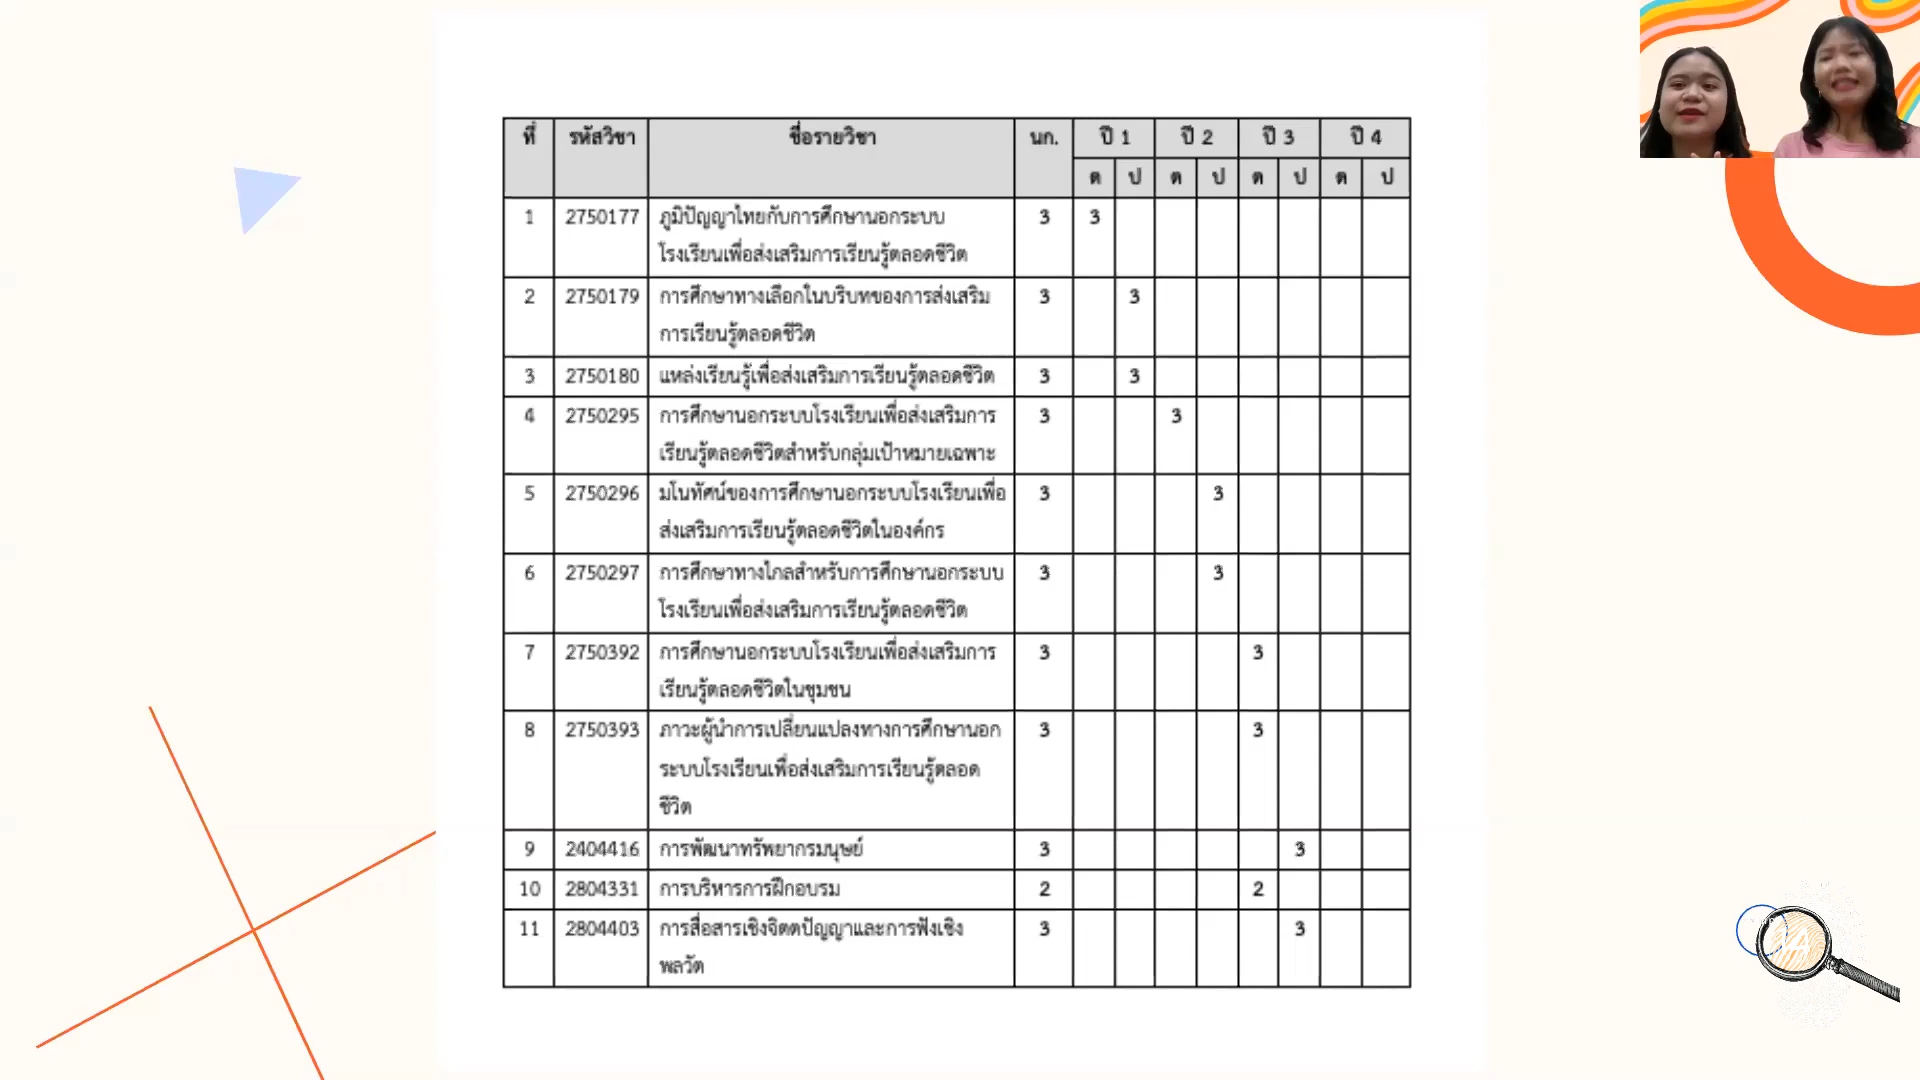 ที่ รหัสวิชา ชื่อรายวิชา นก. ปี 1 ปี 2 ปี 3 ปี 4
ต ป ต ป ต ป ต ป
1 2750177 ภูมิปัญญาไทยกับการศึกษานอกระบบ 3 3
โรงเรียนเพื่อส่งเสริมการเรียนรู้ตลอดชีวิต
2 2750179 การศึกษาทางเลือกในบริบทของการส่งเสริม 3 3
การเรียนรู้ตลอดชีวิต
3 2750180 แหล่งเรียนรู้เพื่อส่งเสริมการเรียนรู้ตลอดชีวิต 3 3
4 2750295 การศึกษานอกระบบโรงเรียนเพื่อส่งเสริมการ 3 3
เรียนรู้ตลอดชีวิตสำหรับกลุ่มเป้าหมายเฉพาะ
5 2750296 มโนทัศน์ของการศึกษานอกระบบโรงเรียนเพื่อ 3 3
ส่งเสริมการเรียนรู้ตลอดชีวิตในองค์กร
6 2750297 การศึกษาทางไกลสำหรับการศึกษานอกระบบ 3 3
โรงเรียนเพื่อส่งเสริมการเรียนรู้ตลอดชีวิต
7 2750392 การศึกษานอกระบบโรงเรียนเพื่อส่งเสริมการ 3 3
เรียนรู้ตลอดชีวิตในชุมชน
8 2750393 ภาวะผู้นำการเปลี่ยนแปลงทางการศึกษานอก 3 3
ระบบโรงเรียนเพื่อส่งเสริมการเรียนรู้ตลอด
ชีวิต
9 2404416 การพัฒนาทรัพยากรมนุษย์ 3 3
10 2804331 การบริหารการฝึกอบรม 2 2
11 2804403 การสื่อสารเชิงจิตตปัญญาและการฟังเชิง 3 3
พลวัต